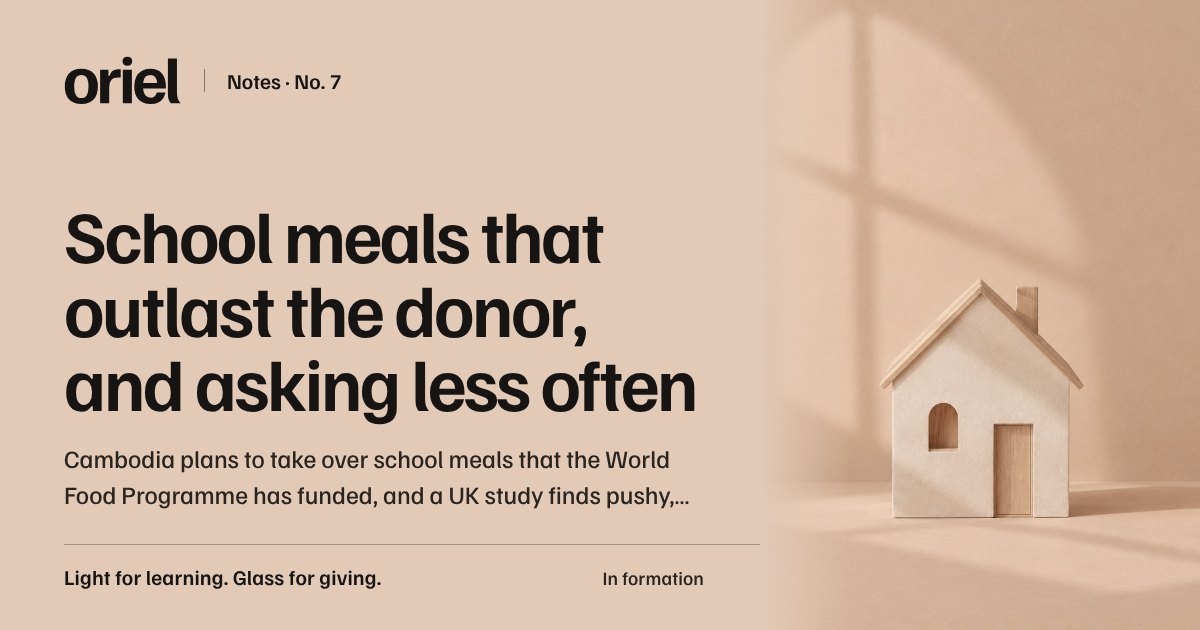 oriel
Notes · No. 7
School meals that
outlast the donor,
and asking less often
Cambodia plans to take over school meals that the World
Food Programme has funded, and a UK study finds pushy,...
Light for learning. Glass for giving.
In formation